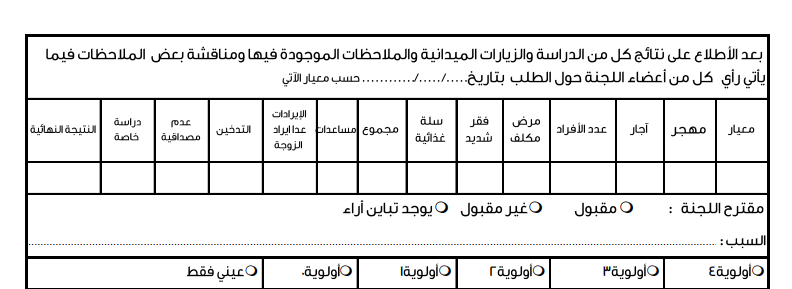 بعد الأطلاع على نتائج كل من الدراسة والزيارات الميدانية والملاحظات الموجودة فيها ومناقشة بعض الملاحظات فيما
يأتي رأي كل من أعضاء اللجنة حول الطلب بتاريخ...../...../............ حسب معيار الآتي
معيار مهجر آجار عدد الأفراد مرض مكلف فقر شديد سلة غذائية مجموع مساعدات الإيرادات عدا ايراد الزوجة التدخين عدم مصداقية دراسة خاصة النتيجة النهائية
مقترح اللجنة : مقبول غير مقبول يوجد تباين أراء
السبب :
أولوية٤ أولوية٣ أولوية٢ أولوية١ أولوية٠ عيني فقط